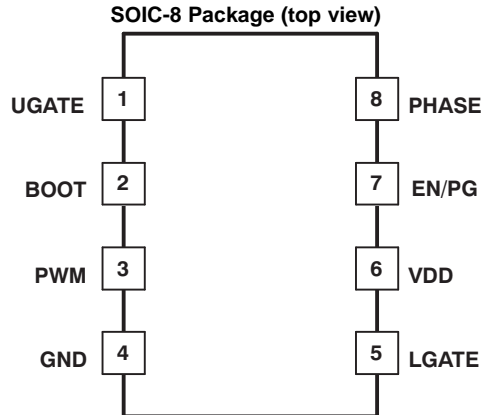 SOIC-8 Package (top view)
UGATE 1 8 PHASE
BOOT 2 7 EN/PG
PWM 3 6 VDD
GND 4 5 LGATE